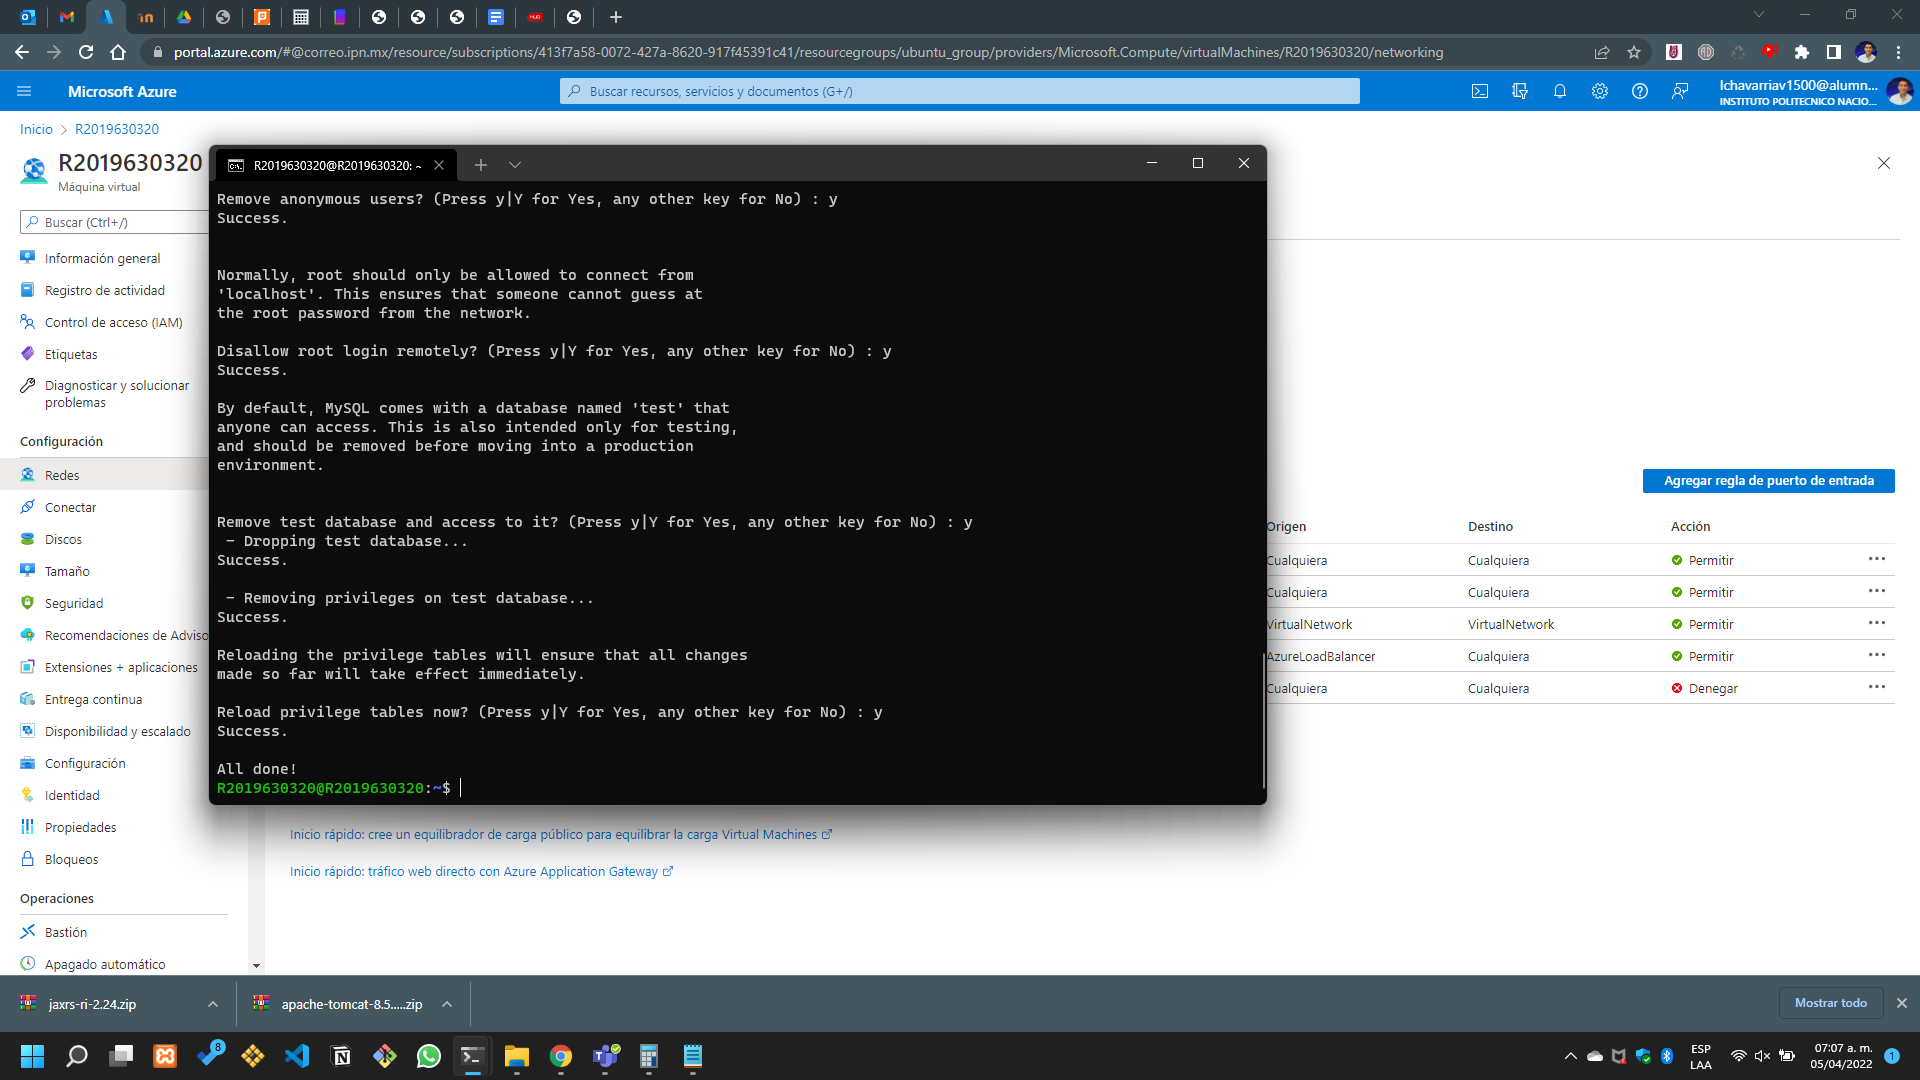 portal.azure.com/#@correo.ipn.mx/resource/subscriptions/413f7a58-0072-427a-8620-917f45391c41/resourcegroups/ubuntu_group/providers/Microsoft.Compute/virtualMachines/R2019630320/networking
Microsoft Azure
Buscar recursos, servicios y documentos (G+/)
lchavarriav1500@alumn...
INSTITUTO POLITECNICO NACIO...
Inicio > R2019630320
R2019630320
Máquina virtual
Buscar (Ctrl+/)
Información general
Registro de actividad
Control de acceso (IAM)
Etiquetas
Diagnosticar y solucionar
problemas
Configuración
Redes
Conectar
Discos
Tamaño
Seguridad
Recomendaciones de Adviso
Extensiones + aplicaciones
Entrega continua
Disponibilidad y escalado
Configuración
Identidad
Propiedades
Bloqueos
Operaciones
Bastión
Apagado automático
R2019630320@R2019630320: ~
Remove anonymous users? (Press y|Y for Yes, any other key for No) : y
Success.
Normally, root should only be allowed to connect from
'localhost'. This ensures that someone cannot guess at
the root password from the network.
Disallow root login remotely? (Press y|Y for Yes, any other key for No) : y
Success.
By default, MySQL comes with a database named 'test' that
anyone can access. This is also intended only for testing,
and should be removed before moving into a production
environment.
Remove test database and access to it? (Press y|Y for Yes, any other key for No) : y
- Dropping test database...
Success.
- Removing privileges on test database...
Success.
Reloading the privilege tables will ensure that all changes
made so far will take effect immediately.
Reload privilege tables now? (Press y|Y for Yes, any other key for No) : y
Success.
All done!
R2019630320@R2019630320:~$
Agregar regla de puerto de entrada
Origen Destino Acción
Cualquiera Cualquiera Permitir
Cualquiera Cualquiera Permitir
VirtualNetwork VirtualNetwork Permitir
AzureLoadBalancer Cualquiera Permitir
Cualquiera Cualquiera Denegar
Inicio rápido: cree un equilibrador de carga público para equilibrar la carga Virtual Machines
Inicio rápido: tráfico web directo con Azure Application Gateway
jaxrs-ri-2.24.zip
apache-tomcat-8.5.....zip
Mostrar todo
8
ESP
LAA
07:07 a. m.
05/04/2022
1